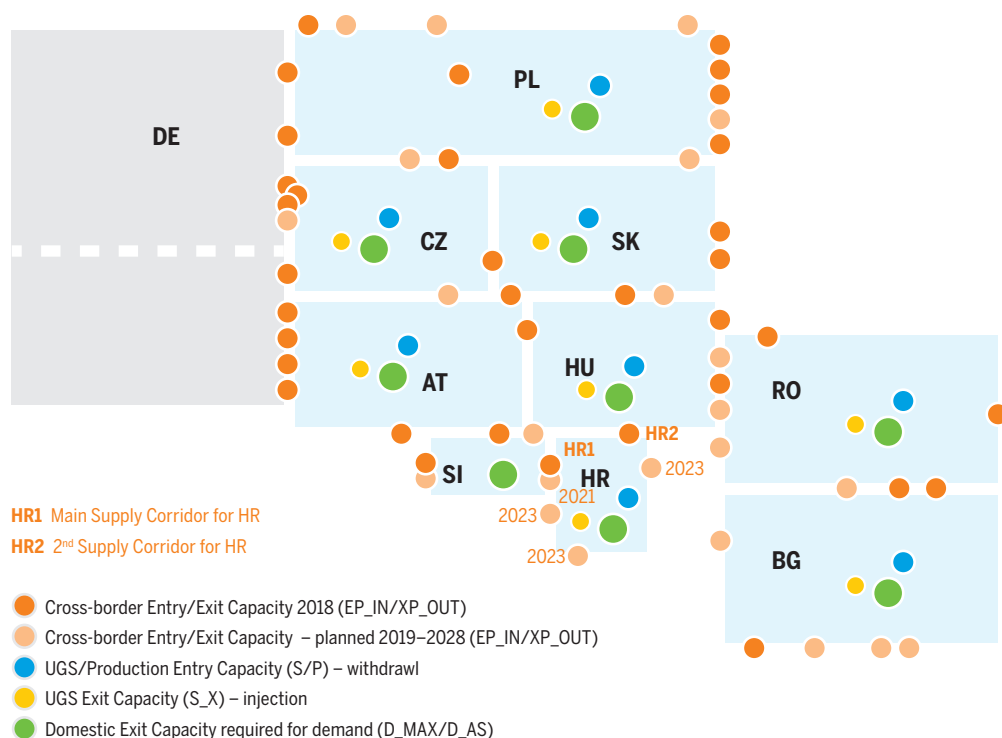 PL
DE
CZ
SK
AT
HU
RO
HR2
HR1
SI
HR
2023
2021
2023
2023
BG
HR1 Main Supply Corridor for HR
HR2 2nd Supply Corridor for HR
Cross-border Entry/Exit Capacity 2018 (EP_IN/XP_OUT)
Cross-border Entry/Exit Capacity – planned 2019–2028 (EP_IN/XP_OUT)
UGS/Production Entry Capacity (S/P) – withdrawl
UGS Exit Capacity (S_X) – injection
Domestic Exit Capacity required for demand (D_MAX/D_AS)